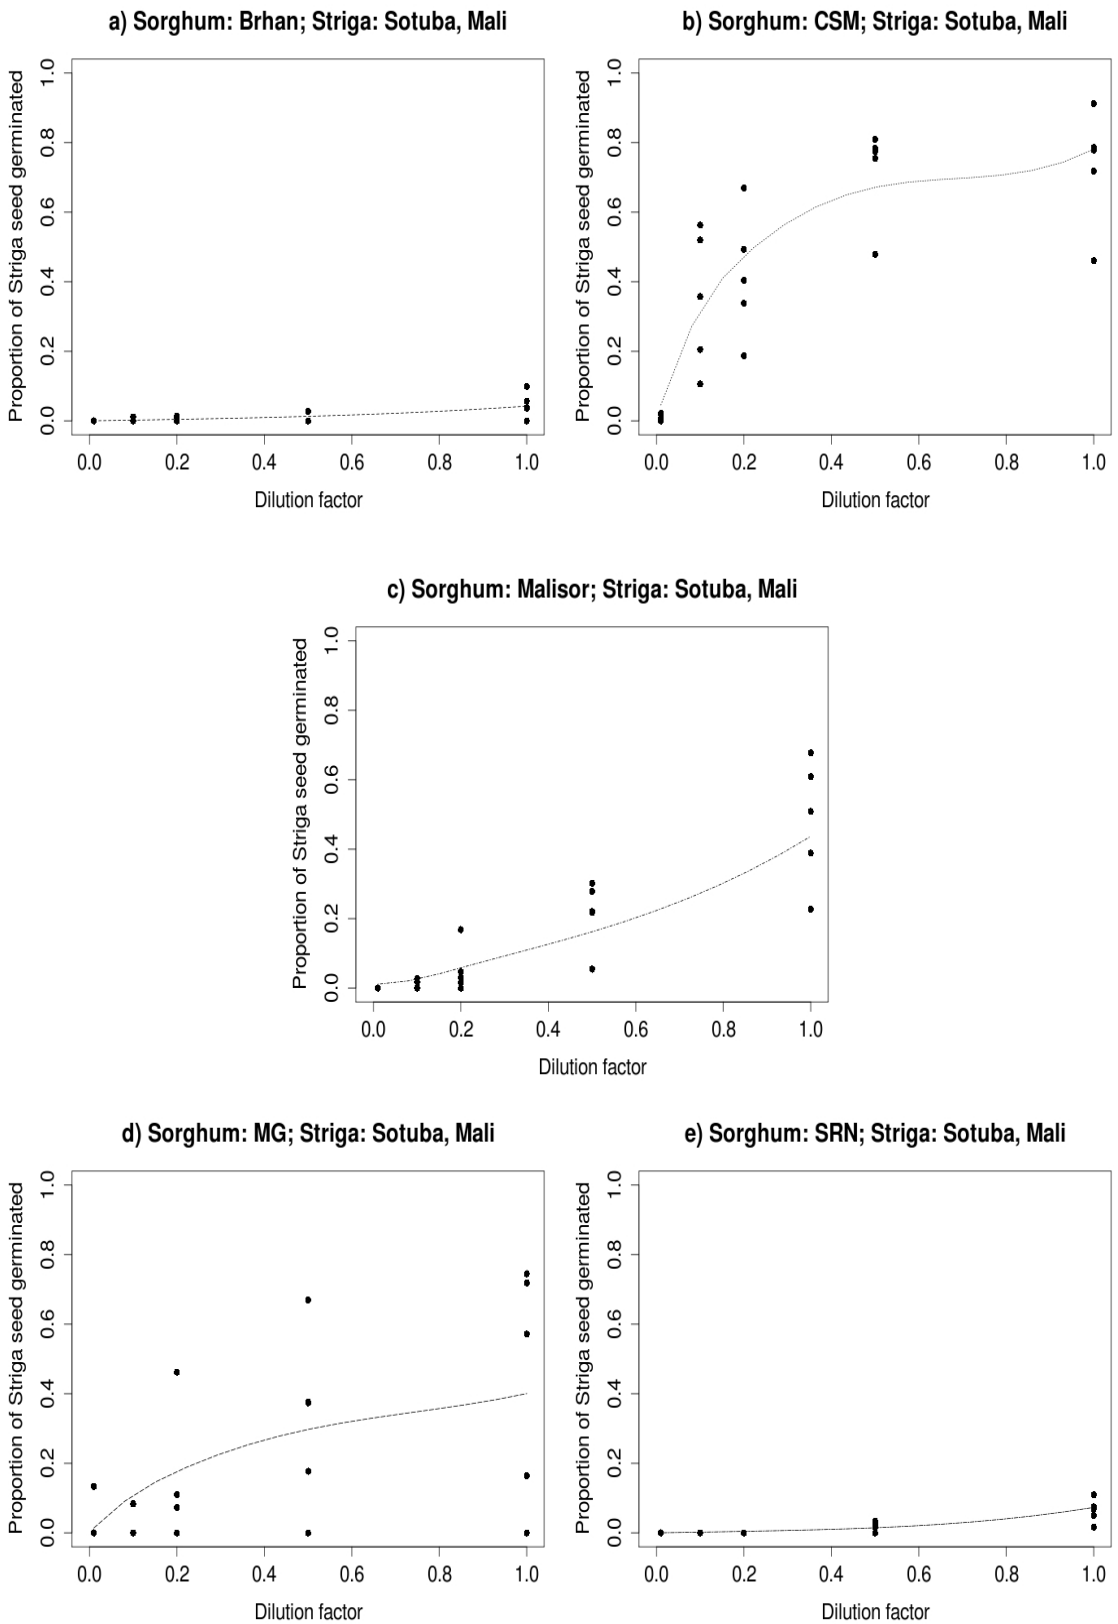 a) Sorghum: Brhan; Striga: Sotuba, Mali
Proportion of Striga seed germinated
1.0
0.8
0.6
0.4
0.2
0.0
0.0 0.2 0.4 0.6 0.8 1.0
Dilution factor
b) Sorghum: CSM; Striga: Sotuba, Mali
Proportion of Striga seed germinated
1.0
0.8
0.6
0.4
0.2
0.0
0.0 0.2 0.4 0.6 0.8 1.0
Dilution factor
c) Sorghum: Malisor; Striga: Sotuba, Mali
Proportion of Striga seed germinated
1.0
0.8
0.6
0.4
0.2
0.0
0.0 0.2 0.4 0.6 0.8 1.0
Dilution factor
d) Sorghum: MG; Striga: Sotuba, Mali
Proportion of Striga seed germinated
1.0
0.8
0.6
0.4
0.2
0.0
0.0 0.2 0.4 0.6 0.8 1.0
Dilution factor
e) Sorghum: SRN; Striga: Sotuba, Mali
Proportion of Striga seed germinated
1.0
0.8
0.6
0.4
0.2
0.0
0.0 0.2 0.4 0.6 0.8 1.0
Dilution factor